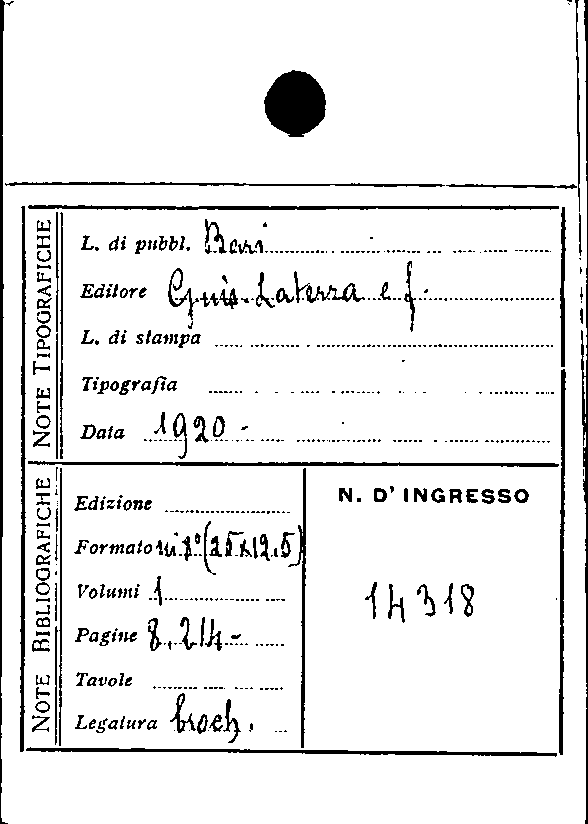 NOTE TIPOGRAFICHE
L. di pubbl. Bari
Editore Gius. Laterza e f.
L. di stampa
Tipografia
Data 1920 -
NOTE BIBLIOGRAFICHE
Edizione
Formato in 8° (25x12.5)
Volumi 1
Pagine 8, 214 -
Tavole
Legatura broch.
N. D' INGRESSO
14318